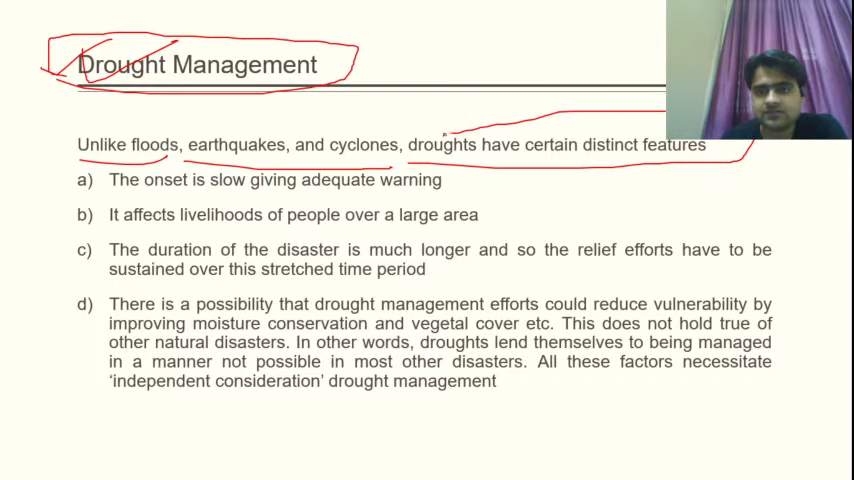 Drought Management
Unlike floods, earthquakes, and cyclones, droughts have certain distinct features
a) The onset is slow giving adequate warning
b) It affects livelihoods of people over a large area
c) The duration of the disaster is much longer and so the relief efforts have to be
sustained over this stretched time period
d) There is a possibility that drought management efforts could reduce vulnerability by
improving moisture conservation and vegetal cover etc. This does not hold true of
other natural disasters. In other words, droughts lend themselves to being managed
in a manner not possible in most other disasters. All these factors necessitate
‘independent consideration’ drought management